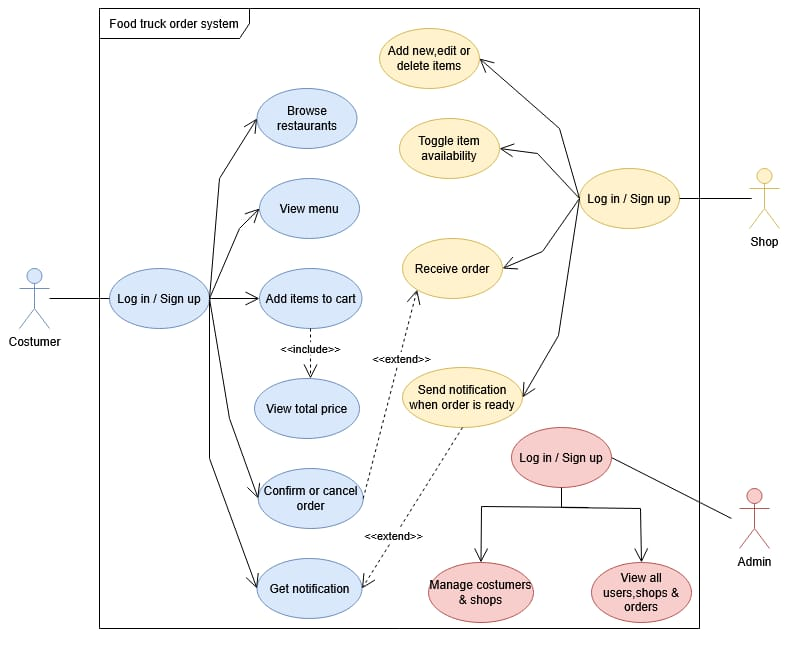 Food truck order system
Add new,edit or
delete items
Browse
restaurants
Toggle item
availability
View menu
Log in / Sign up
Shop
Receive order
Log in / Sign up
Add items to cart
Costumer
<<include>>
<<extend>>
View total price
Send notification
when order is ready
Log in / Sign up
Confirm or cancel
order
<<extend>>
Admin
Get notification
Manage costumers
& shops
View all
users,shops &
orders